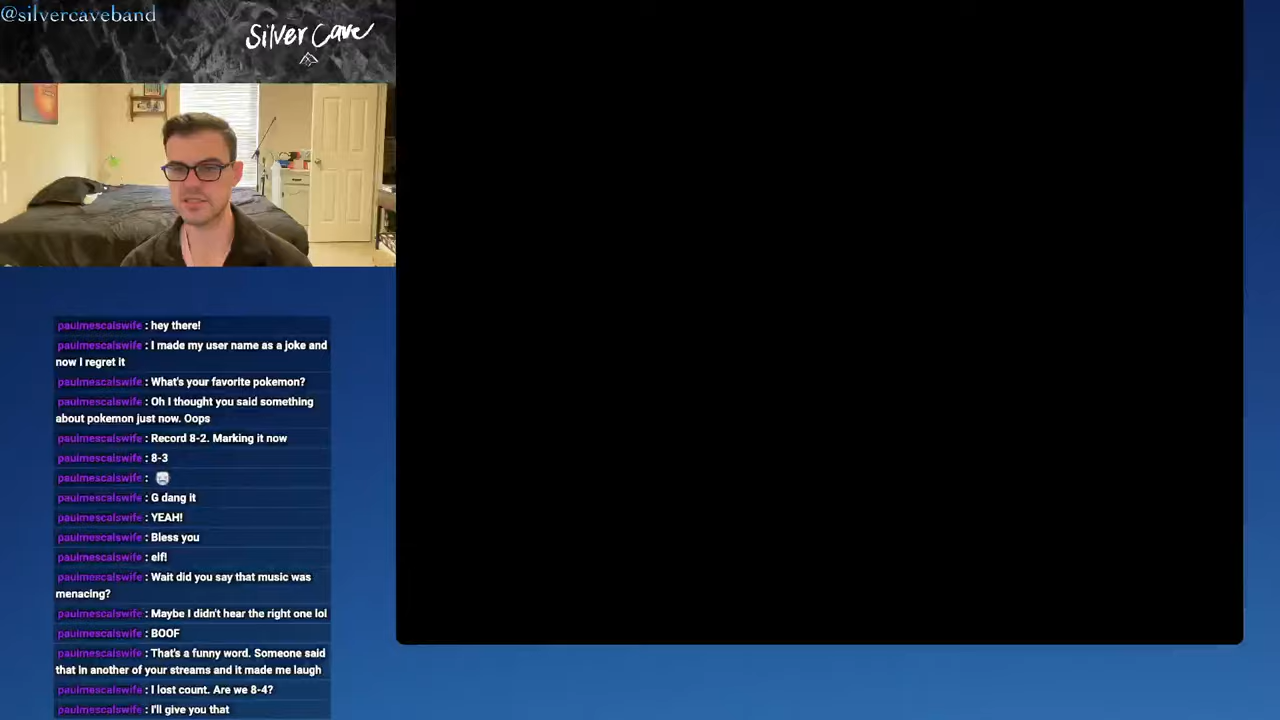 @silvercaveband
Silver Cave
paulmescalswife : hey there!
paulmescalswife : I made my user name as a joke and
now I regret it
paulmescalswife : What's your favorite pokemon?
paulmescalswife : Oh I thought you said something
about pokemon just now. Oops
paulmescalswife : Record 8-2. Marking it now
paulmescalswife : 8-3
paulmescalswife :
paulmescalswife : G dang it
paulmescalswife : YEAH!
paulmescalswife : Bless you
paulmescalswife : elf!
paulmescalswife : Wait did you say that music was
menacing?
paulmescalswife : Maybe I didn't hear the right one lol
paulmescalswife : BOOF
paulmescalswife : That's a funny word. Someone said
that in another of your streams and it made me laugh
paulmescalswife : I lost count. Are we 8-4?
paulmescalswife : I'll give you that